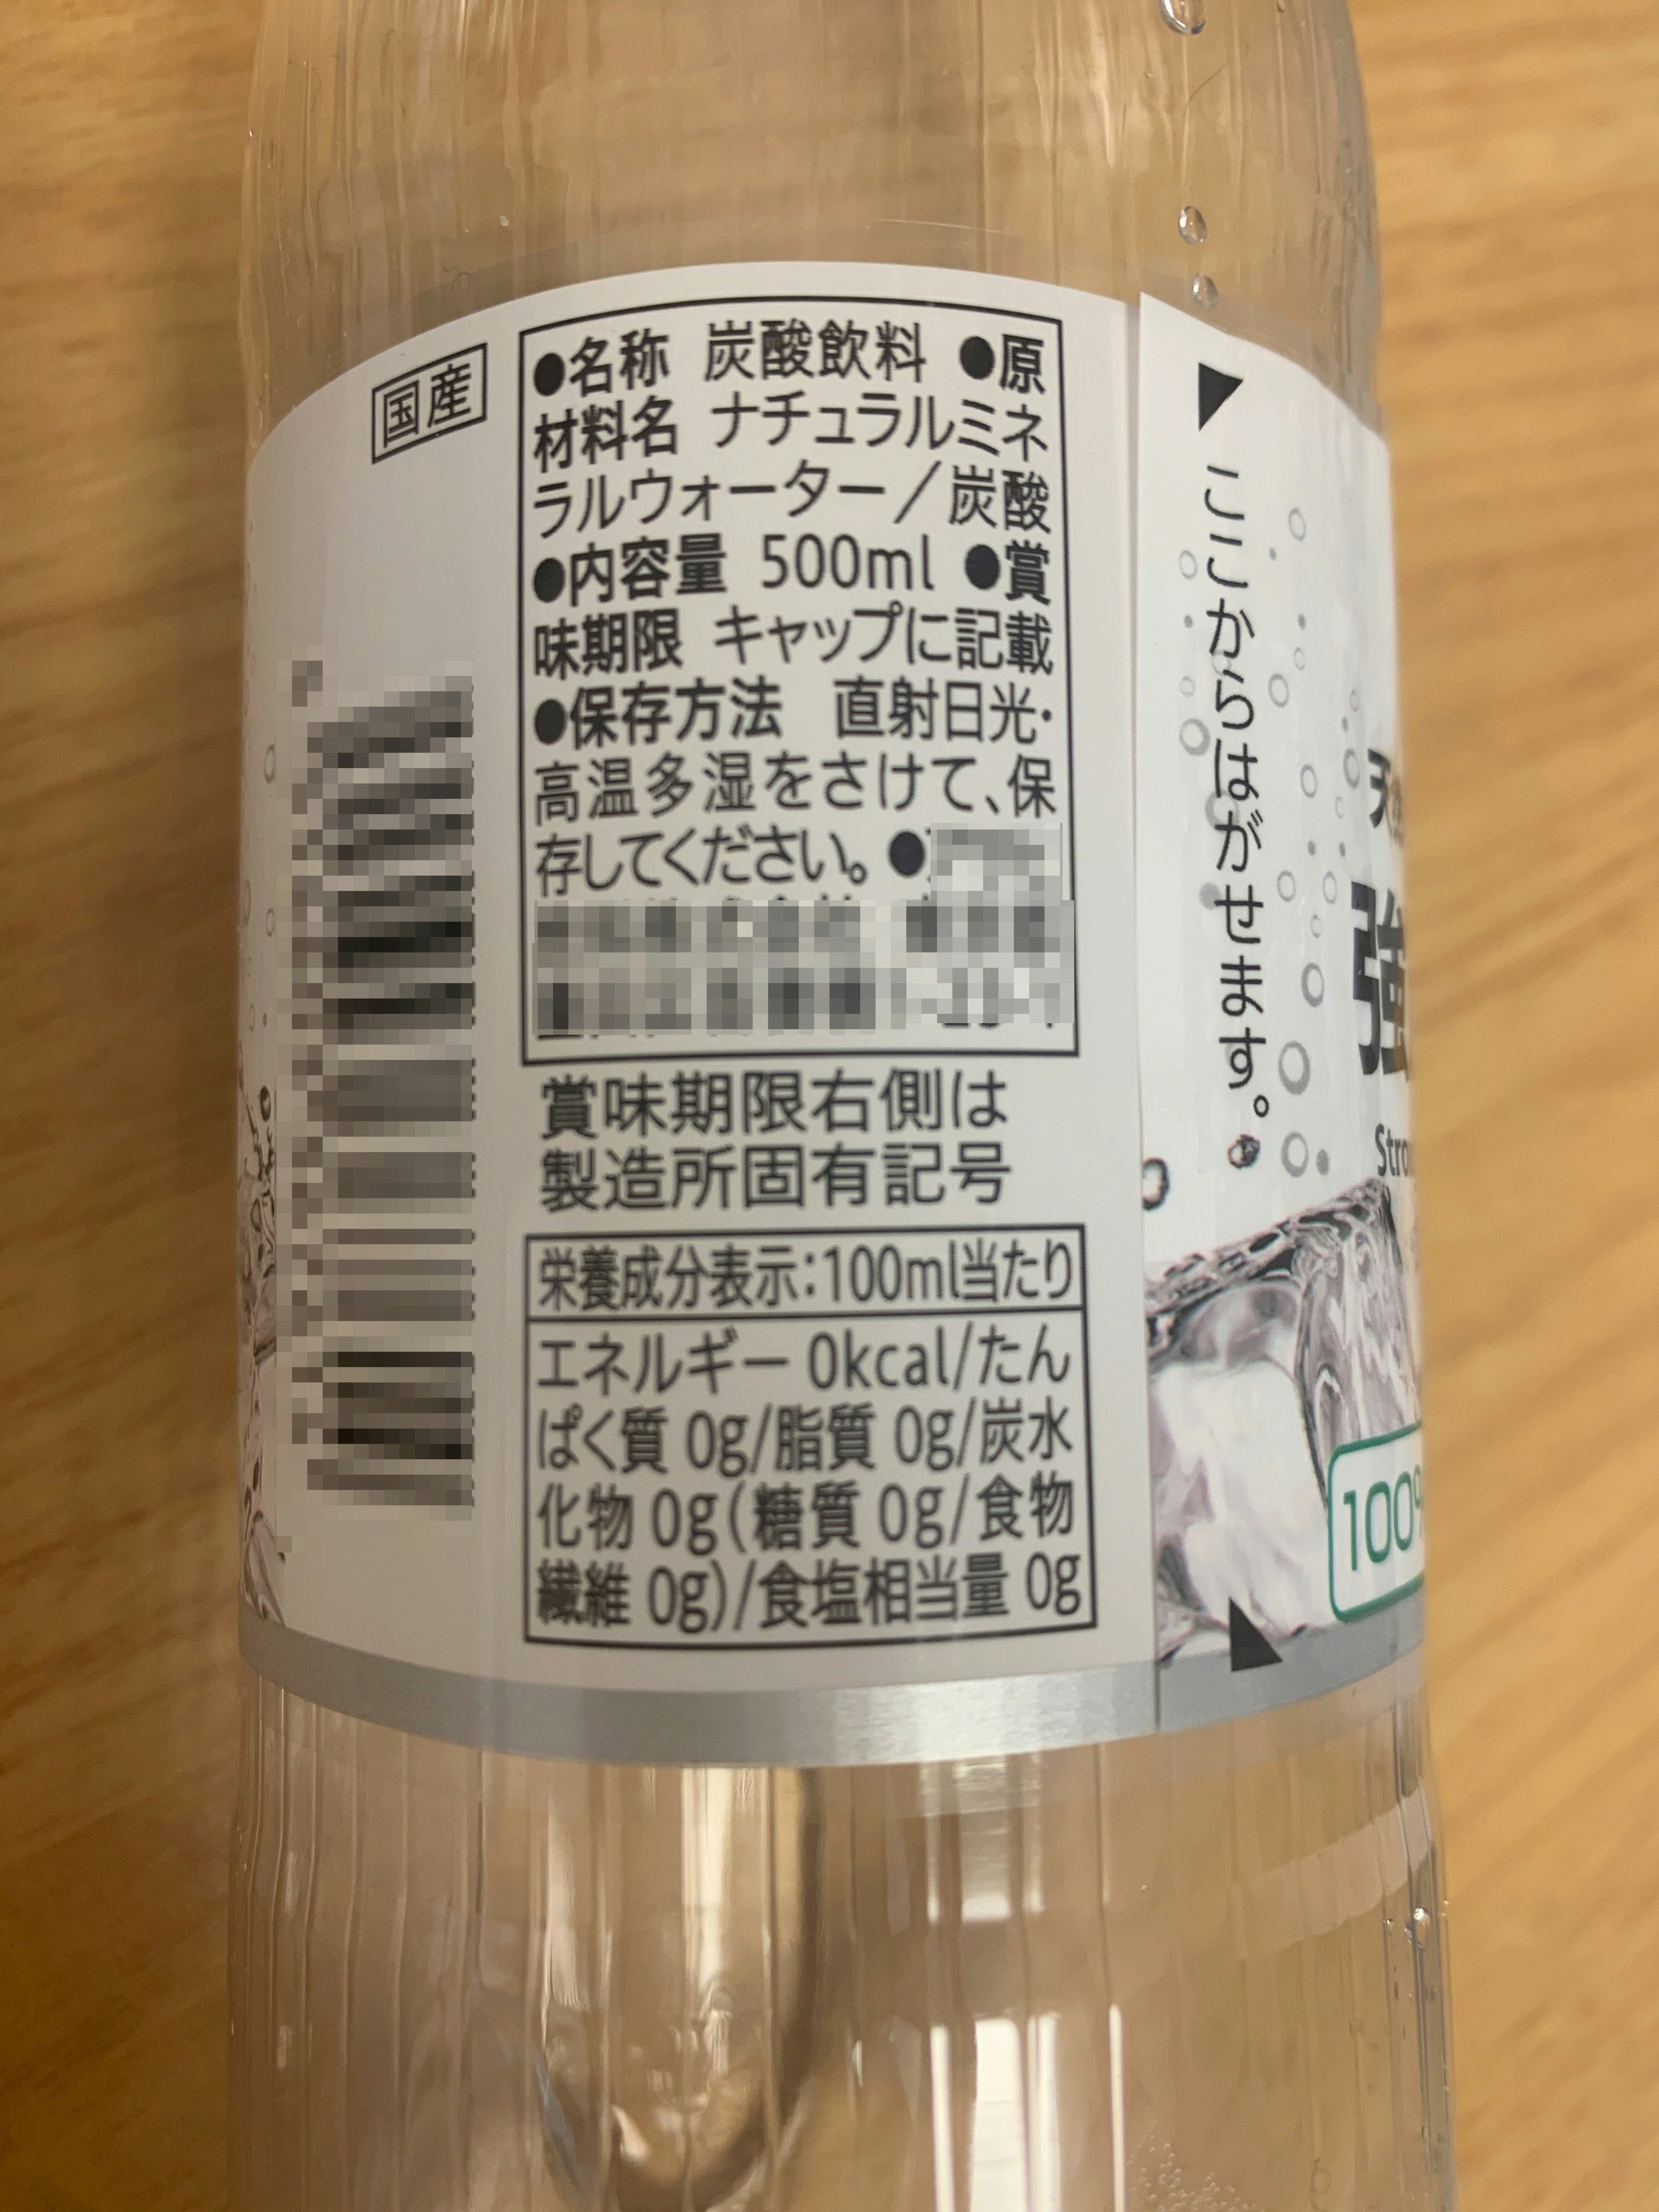 国産
●名称 炭酸飲料 ●原
材料名 ナチュラルミネ
ラルウォーター／炭酸
●内容量 500ml ●賞
味期限 キャップに記載
●保存方法 直射日光・
高温多湿をさけて、保
存してください。●
賞味期限右側は
製造所固有記号
栄養成分表示：100ml当たり
エネルギー 0kcal/たん
ぱく質 0g/脂質 0g/炭水
化物 0g(糖質 0g/食物
繊維 0g)/食塩相当量 0g
ここからはがせます。
強